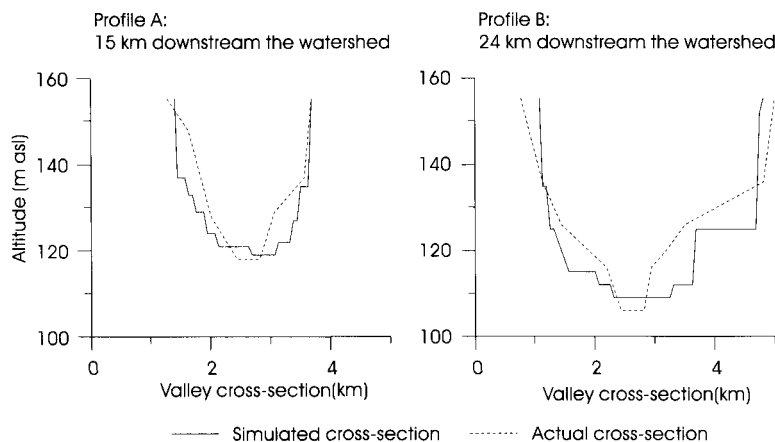 Profile A:
15 km downstream the watershed
Profile B:
24 km downstream the watershed
Altitude (m asl)
160
140
120
100
0
2
4
Valley cross-section(km)
160
140
120
100
0
2
4
Valley cross-section(km)
Simulated cross-section
Actual cross-section